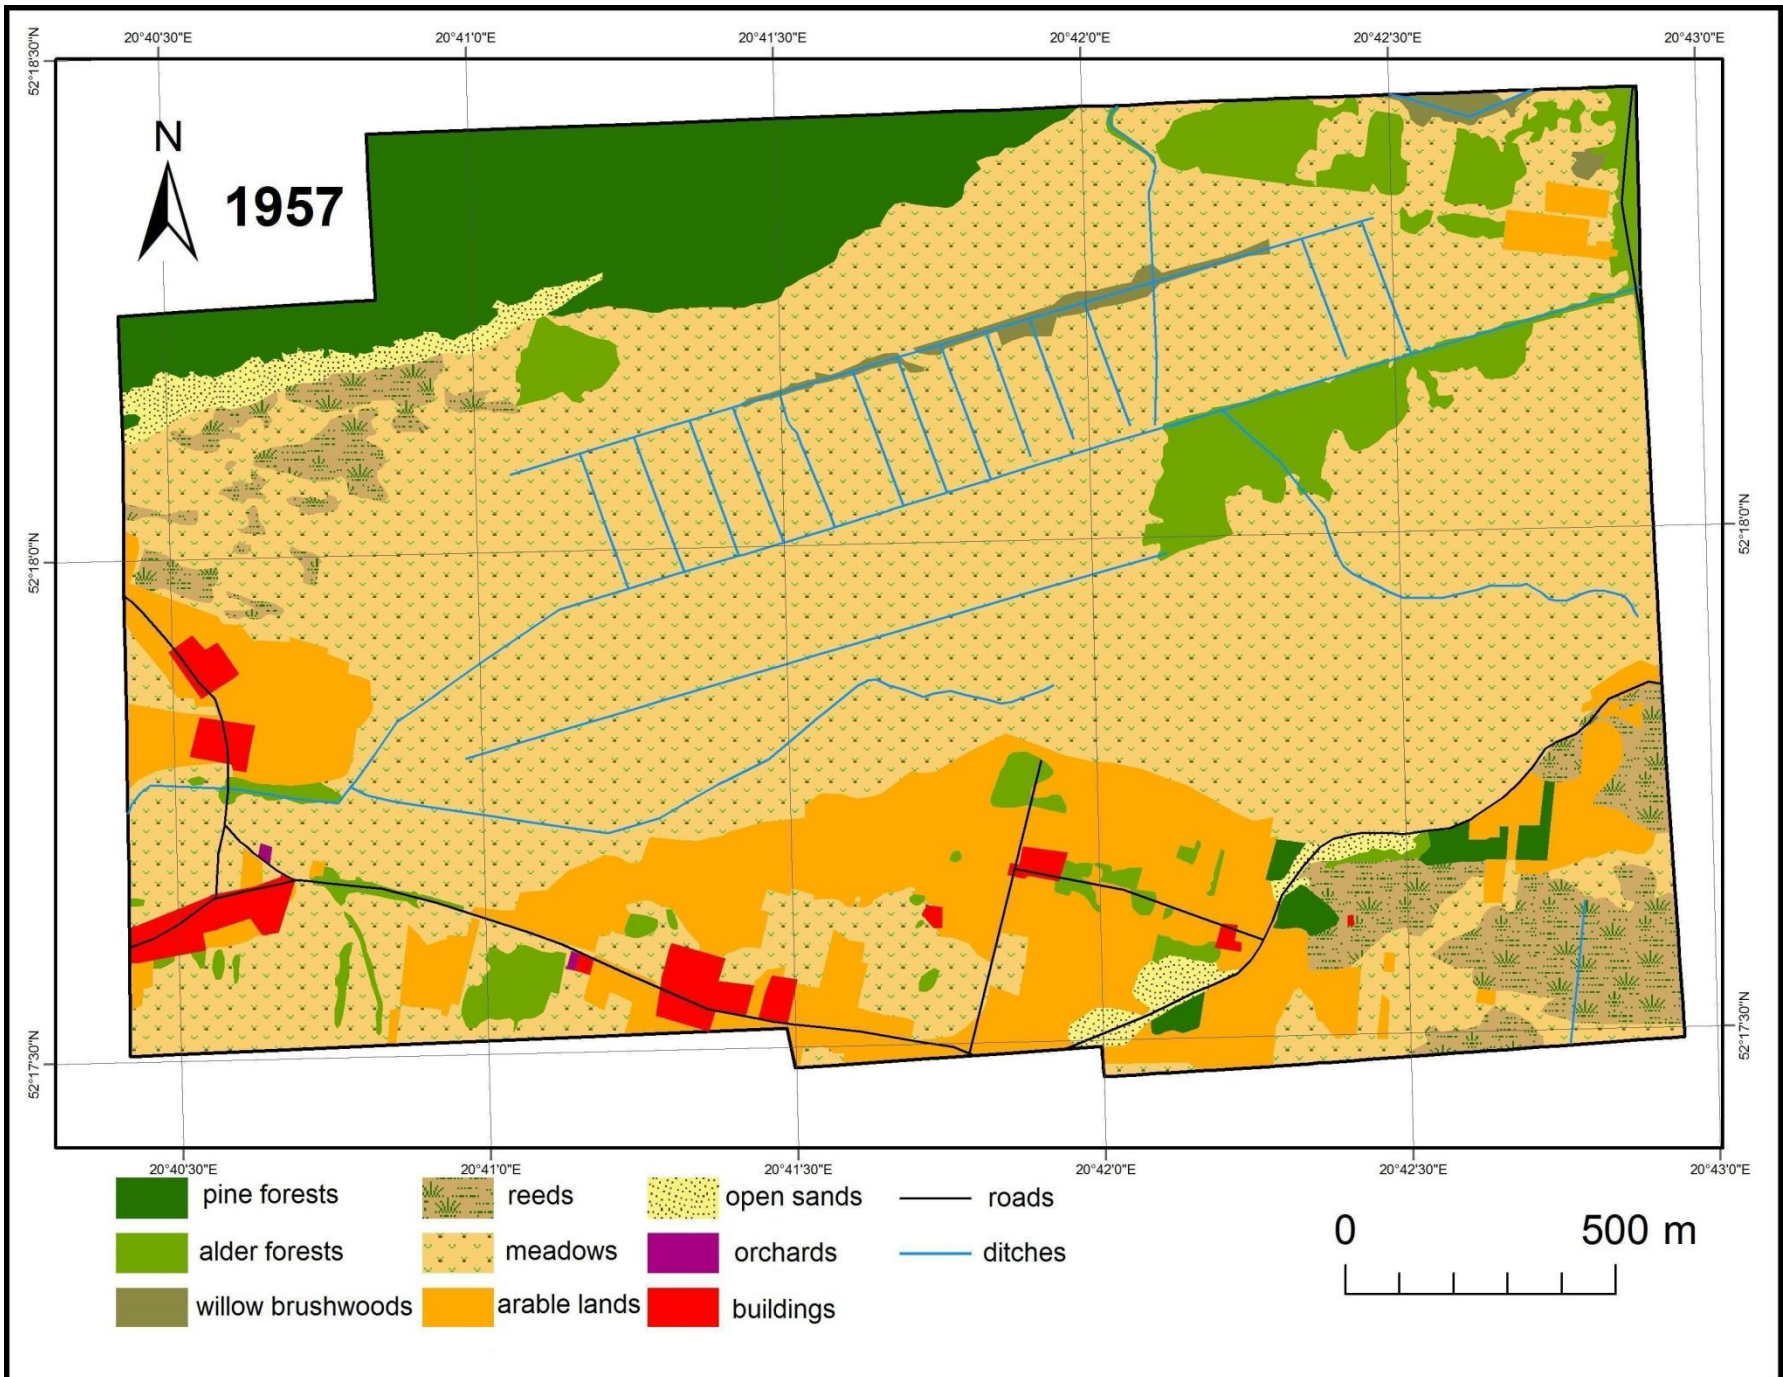 20°40'30"E 20°41'0"E 20°41'30"E 20°42'0"E 20°42'30"E 20°43'0"E
52°18'30"N
N
1957
52°18'0"N
52°18'0"N
52°17'30"N
52°17'30"N
20°40'30"E 20°41'0"E 20°41'30"E 20°42'0"E 20°42'30"E 20°43'0"E
pine forests reeds open sands roads
alder forests meadows orchards ditches
willow brushwoods arable lands buildings
0 500 m